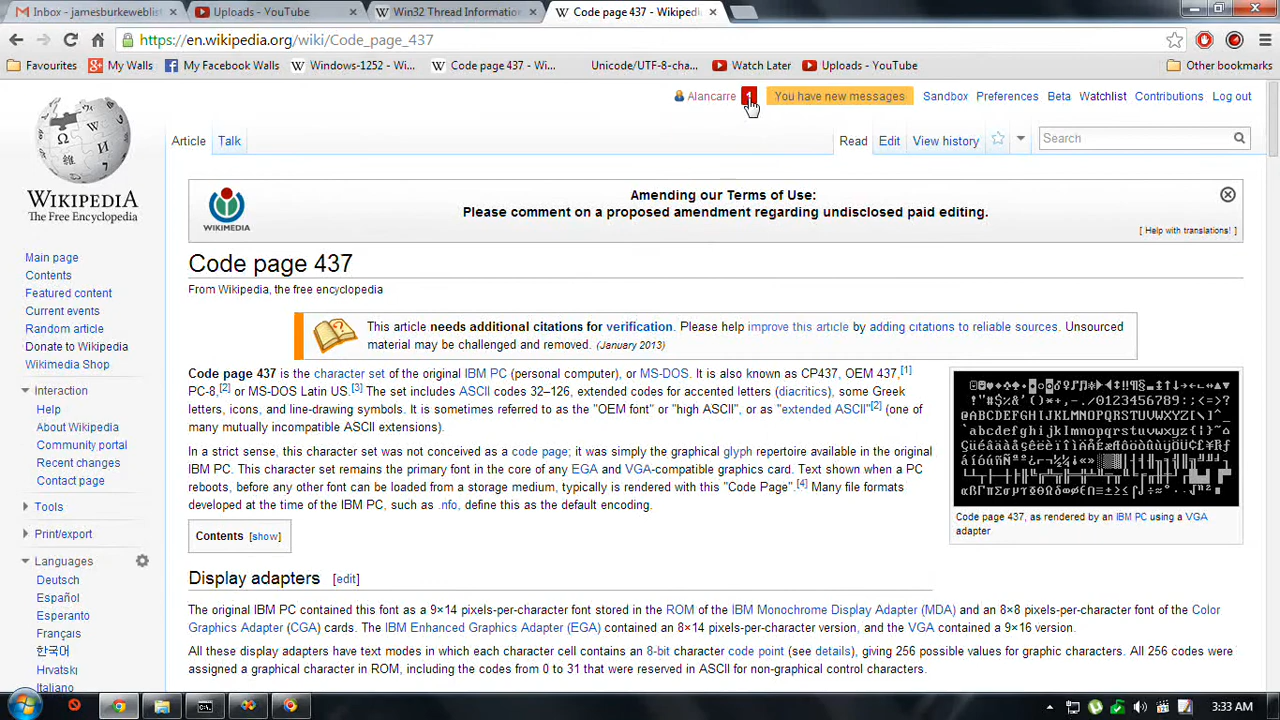 Inbox - jamesburkeweblist
Uploads - YouTube
Win32 Thread Information
Code page 437 - Wikipedi
https://en.wikipedia.org/wiki/Code_page_437
Favourites
My Walls
My Facebook Walls
Windows-1252 - Wi...
Code page 437 - Wi...
Unicode/UTF-8-cha...
Watch Later
Uploads - YouTube
Other bookmarks
Alancarre
1
You have new messages
Sandbox
Preferences
Beta
Watchlist
Contributions
Log out
Article
Talk
Read
Edit
View history
Search
WIKIPEDIA
The Free Encyclopedia
WIKIMEDIA
Amending our Terms of Use:
Please comment on a proposed amendment regarding undisclosed paid editing.
[ Help with translations! ]
Main page
Contents
Featured content
Current events
Random article
Donate to Wikipedia
Wikimedia Shop
Interaction
Help
About Wikipedia
Community portal
Recent changes
Contact page
Tools
Print/export
Languages
Deutsch
Español
Esperanto
Français
한국어
Hrvatski
Italiano
Code page 437
From Wikipedia, the free encyclopedia
This article needs additional citations for verification. Please help improve this article by adding citations to reliable sources. Unsourced
material may be challenged and removed. (January 2013)
Code page 437 is the character set of the original IBM PC (personal computer), or MS-DOS. It is also known as CP437, OEM 437,[1]
PC-8,[2] or MS-DOS Latin US.[3] The set includes ASCII codes 32–126, extended codes for accented letters (diacritics), some Greek
letters, icons, and line-drawing symbols. It is sometimes referred to as the "OEM font" or "high ASCII", or as "extended ASCII"[2] (one of
many mutually incompatible ASCII extensions).
In a strict sense, this character set was not conceived as a code page; it was simply the graphical glyph repertoire available in the original
IBM PC. This character set remains the primary font in the core of any EGA and VGA-compatible graphics card. Text shown when a PC
reboots, before any other font can be loaded from a storage medium, typically is rendered with this "Code Page".[4] Many file formats
developed at the time of the IBM PC, such as .nfo, define this as the default encoding.
Code page 437, as rendered by an IBM PC using a VGA
adapter
Contents [show]
Display adapters [edit]
The original IBM PC contained this font as a 9×14 pixels-per-character font stored in the ROM of the IBM Monochrome Display Adapter (MDA) and an 8×8 pixels-per-character font of the Color
Graphics Adapter (CGA) cards. The IBM Enhanced Graphics Adapter (EGA) contained an 8×14 pixels-per-character version, and the VGA contained a 9×16 version.
All these display adapters have text modes in which each character cell contains an 8-bit character code point (see details), giving 256 possible values for graphic characters. All 256 codes were
assigned a graphical character in ROM, including the codes from 0 to 31 that were reserved in ASCII for non-graphical control characters.
3:33 AM